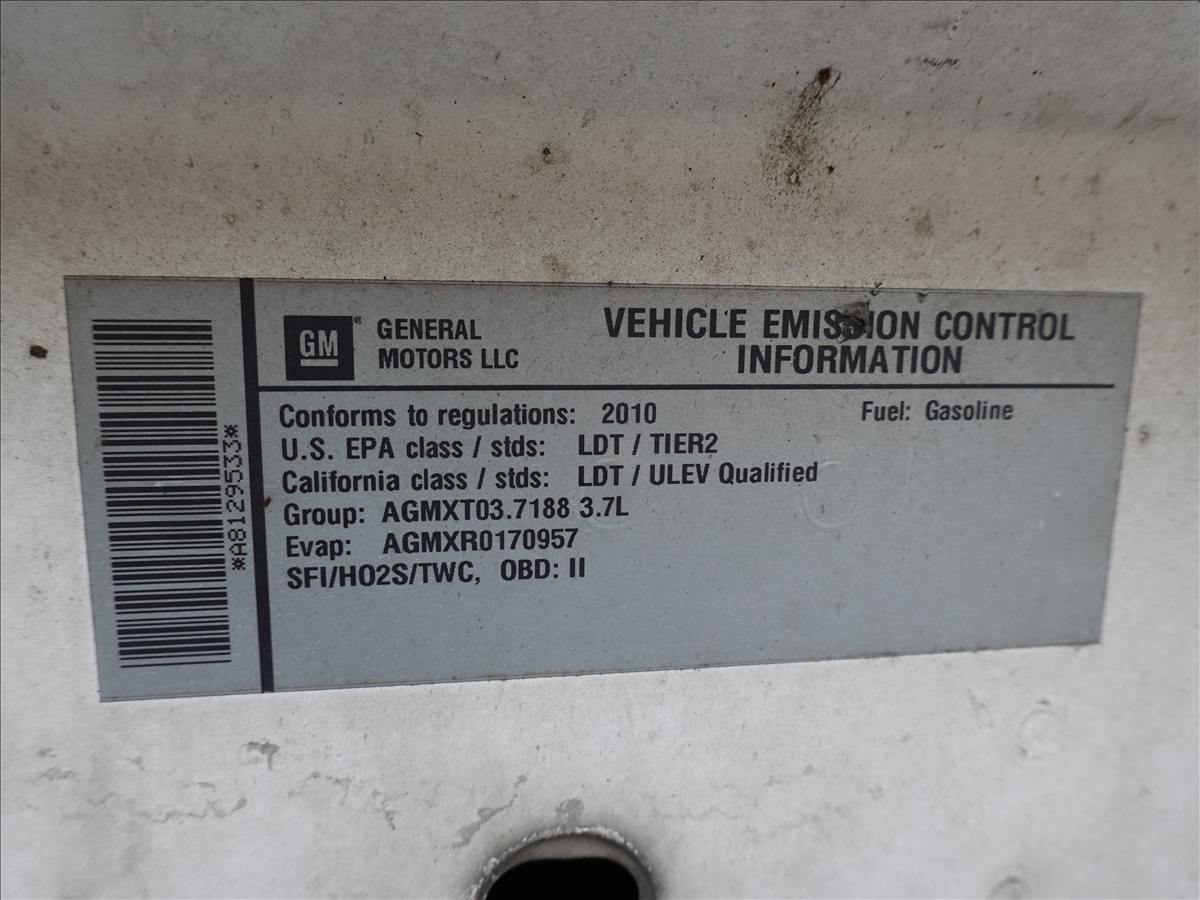 GM
®
GENERAL
MOTORS LLC
VEHICLE EMISSION CONTROL
INFORMATION
Conforms to regulations: 2010
Fuel: Gasoline
U.S. EPA class / stds: LDT / TIER2
California class / stds: LDT / ULEV Qualified
Group: AGMXT03.7188 3.7L
Evap: AGMXR0170957
SFI/HO2S/TWC, OBD: II
*A8129533*